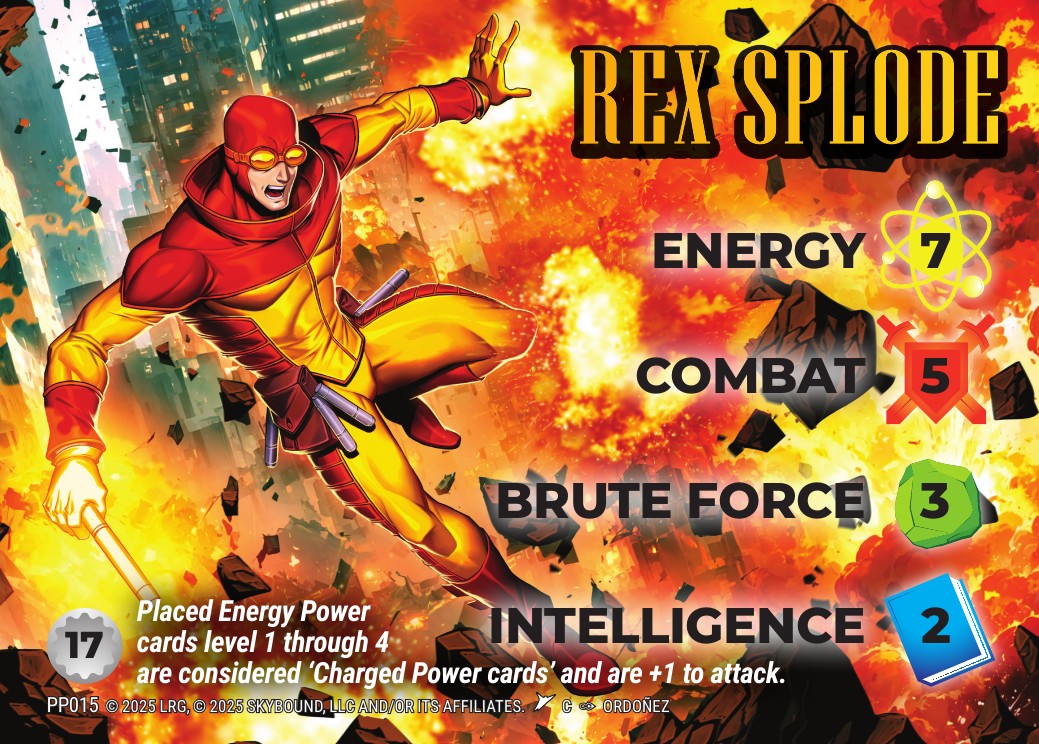 REX SPLODE
ENERGY 7
COMBAT 5
BRUTE FORCE 3
INTELLIGENCE 2
17
Placed Energy Power
cards level 1 through 4
are considered ‘Charged Power cards’ and are +1 to attack.
PP015 © 2025 LRG, © 2025 SKYBOUND, LLC AND/OR ITS AFFILIATES. C ORDOÑEZ